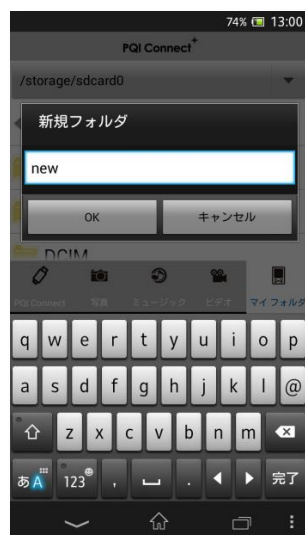 74% 13:00
PQI Connect+
/storage/sdcard0
新規フォルダ
new
OK キャンセル
DCIM
PQI Connect 写真 ミュージック ビデオ マイ フォルダ
q w e r t y u i o p
a s d f g h j k l @
z x c v b n m
あA 123 , . 完了